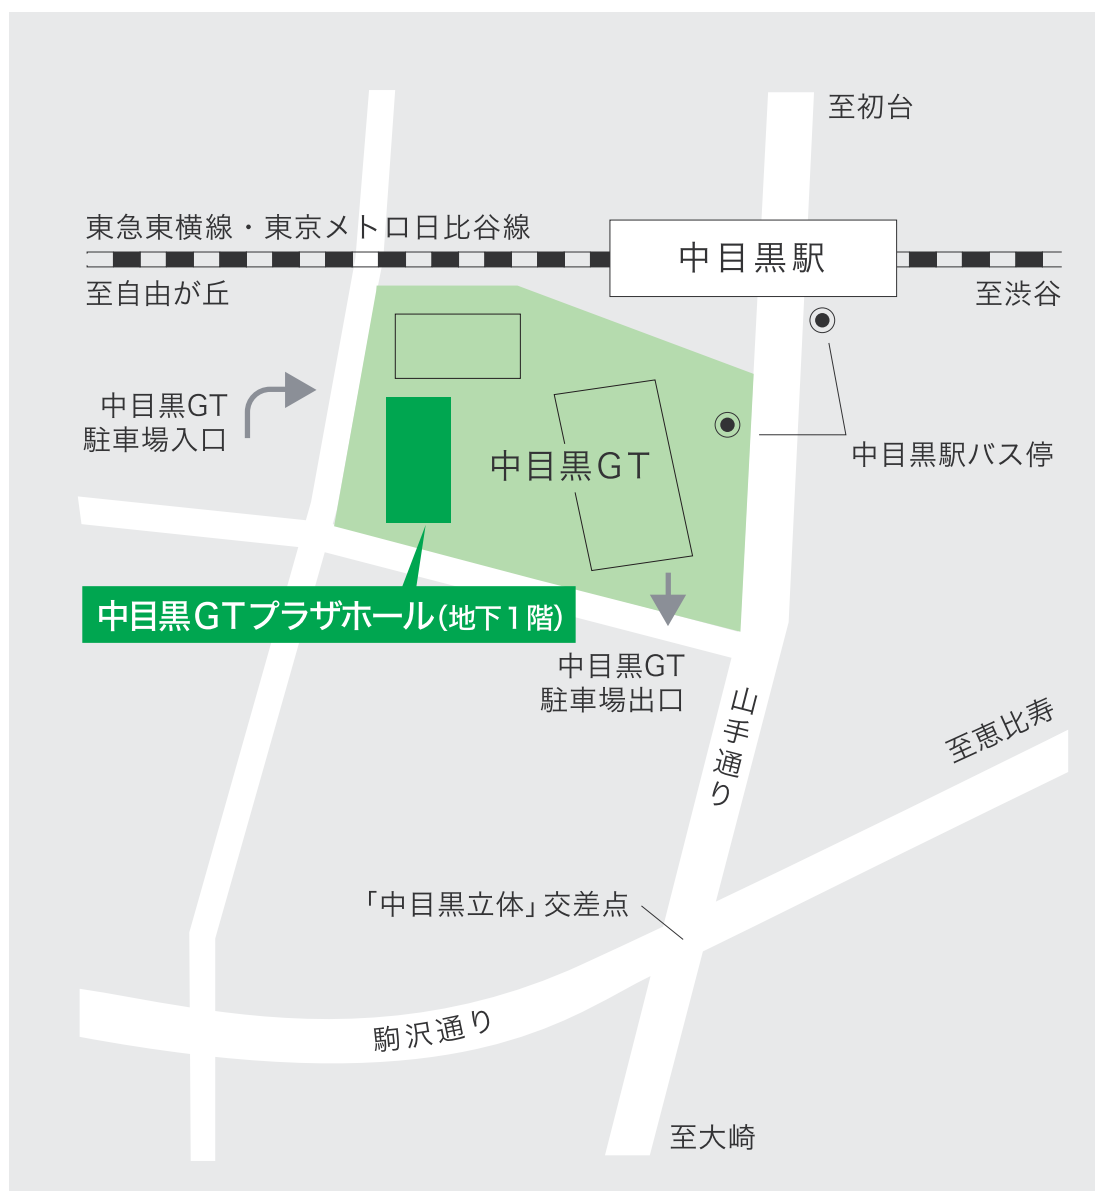 至初台
東急東横線・東京メトロ日比谷線
中目黒駅
至自由が丘
至渋谷
中目黒GT
駐車場入口
中目黒駅バス停
中目黒GT
中目黒GTプラザホール(地下1階)
中目黒GT
駐車場出口
山手通り
至恵比寿
「中目黒立体」交差点
駒沢通り
至大崎